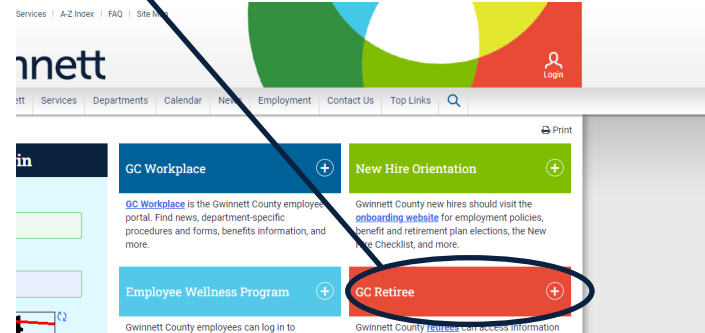 Services | A-Z Index | FAQ | Site Map
nnett
Login
ett Services Departments Calendar News Employment Contact Us Top Links
Print
in
GC Workplace
New Hire Orientation
GC Workplace is the Gwinnett County employee
portal. Find news, department-specific
procedures and forms, benefits information, and
more.
Gwinnett County new hires should visit the
onboarding website for employment policies,
benefit and retirement plan elections, the New
Hire Checklist, and more.
Employee Wellness Program
GC Retiree
Gwinnett County employees can log in to
Gwinnett County retirees can access information